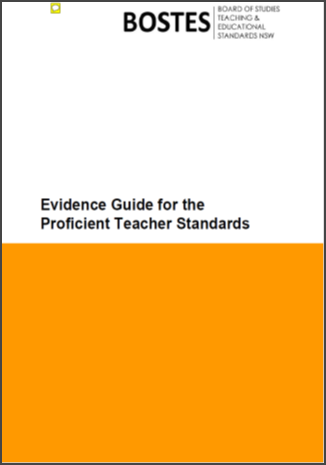 BOSTES
BOARD OF STUDIES
TEACHING &
EDUCATIONAL
STANDARDS NSW
Evidence Guide for the
Proficient Teacher Standards